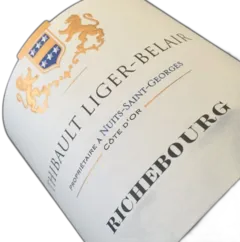 THIBAULT LIGER-BELAIR
PROPRIÉTAIRE À NUITS-SAINT-GEORGES
CÔTE D'OR
RICHEBOURG